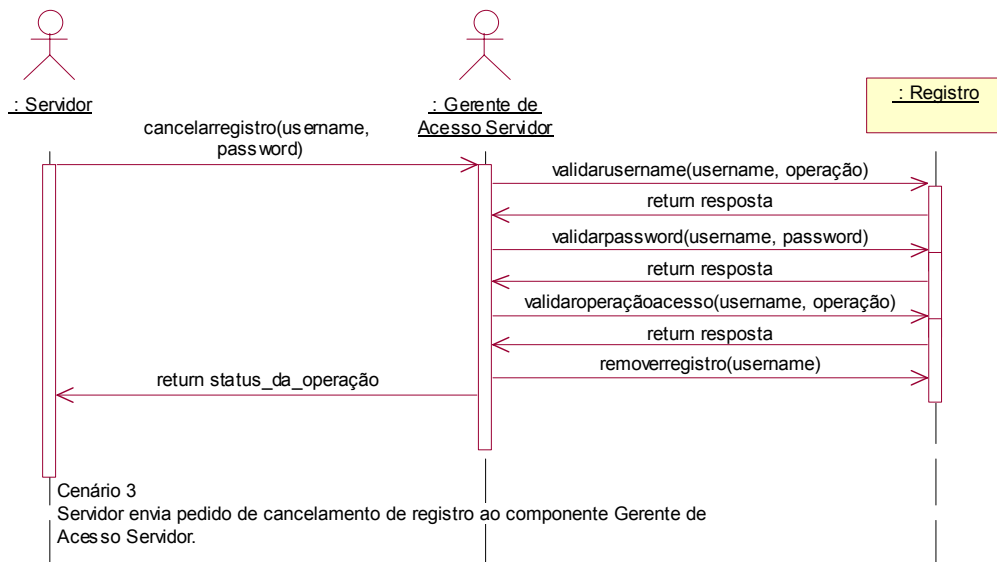 : Servidor
: Gerente de
Acesso Servidor
: Registro
cancelarregistro(username,
password)
validarusername(username, operação)
return resposta
validarpassword(username, password)
return resposta
validaroperaçãoacesso(username, operação)
return resposta
removerregistro(username)
return status_da_operação
Cenário 3
Servidor envia pedido de cancelamento de registro ao componente Gerente de
Acesso Servidor.